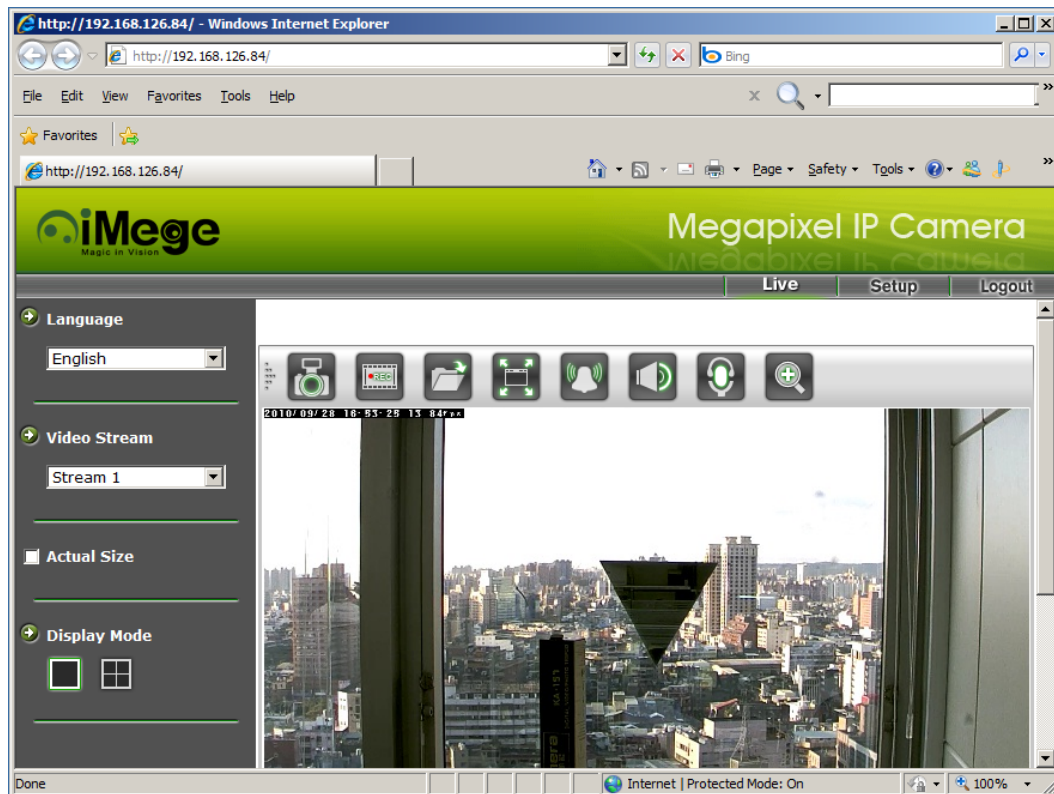 http://192.168.126.84/ - Windows Internet Explorer
http://192.168.126.84/
Bing
File Edit View Favorites Tools Help
x
Favorites
http://192.168.126.84/
Page Safety Tools
iMege
Magic in Vision
Megapixel IP Camera
Live Setup Logout
Language
English
REC
2010/09/28 16:53:25 13.84fps
Video Stream
Stream 1
Actual Size
Display Mode
KA-157
Done
Internet | Protected Mode: On
100%